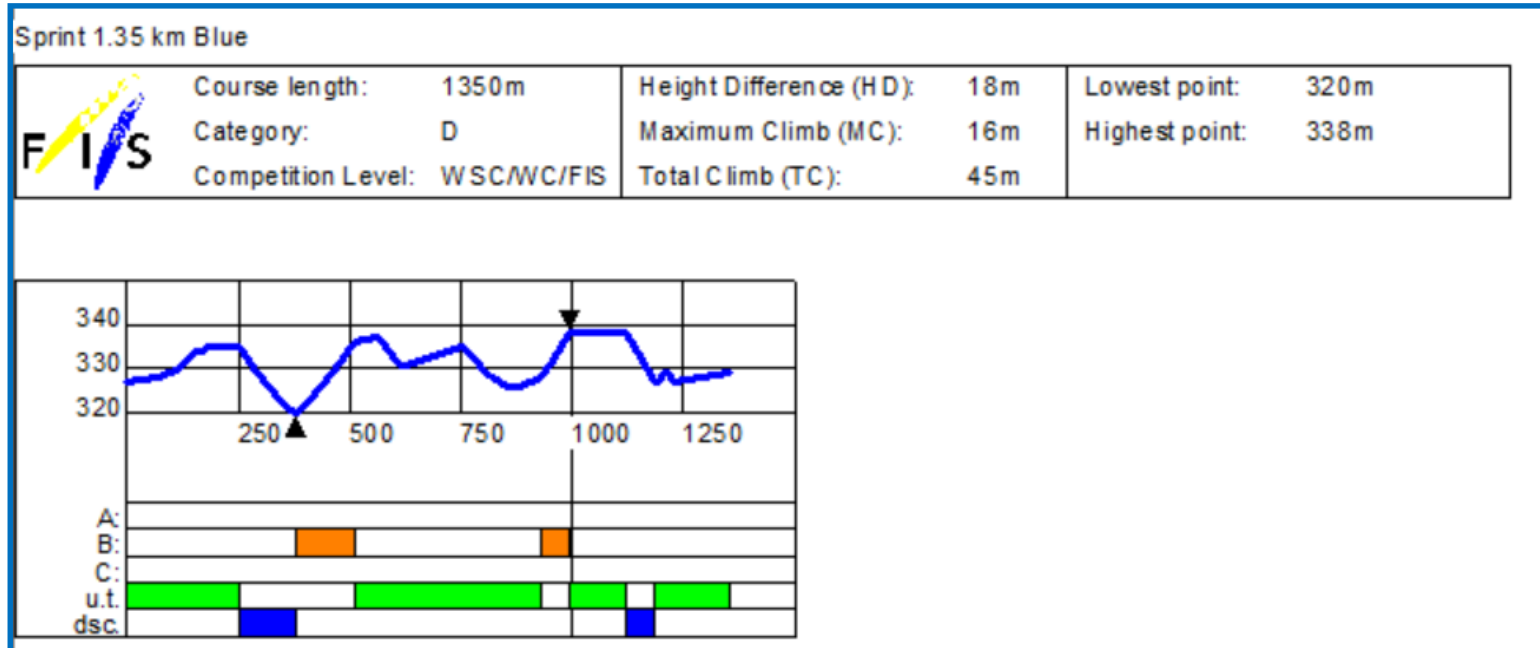 Sprint 1.35 km Blue
FIS Course length: 1350m Height Difference (HD): 18m Lowest point: 320m
Category: D Maximum Climb (MC): 16m Highest point: 338m
Competition Level: WSC/WC/FIS Total Climb (TC): 45m
340
330
320
250 500 750 1000 1250
A:
B:
C:
u.t.
dsc.